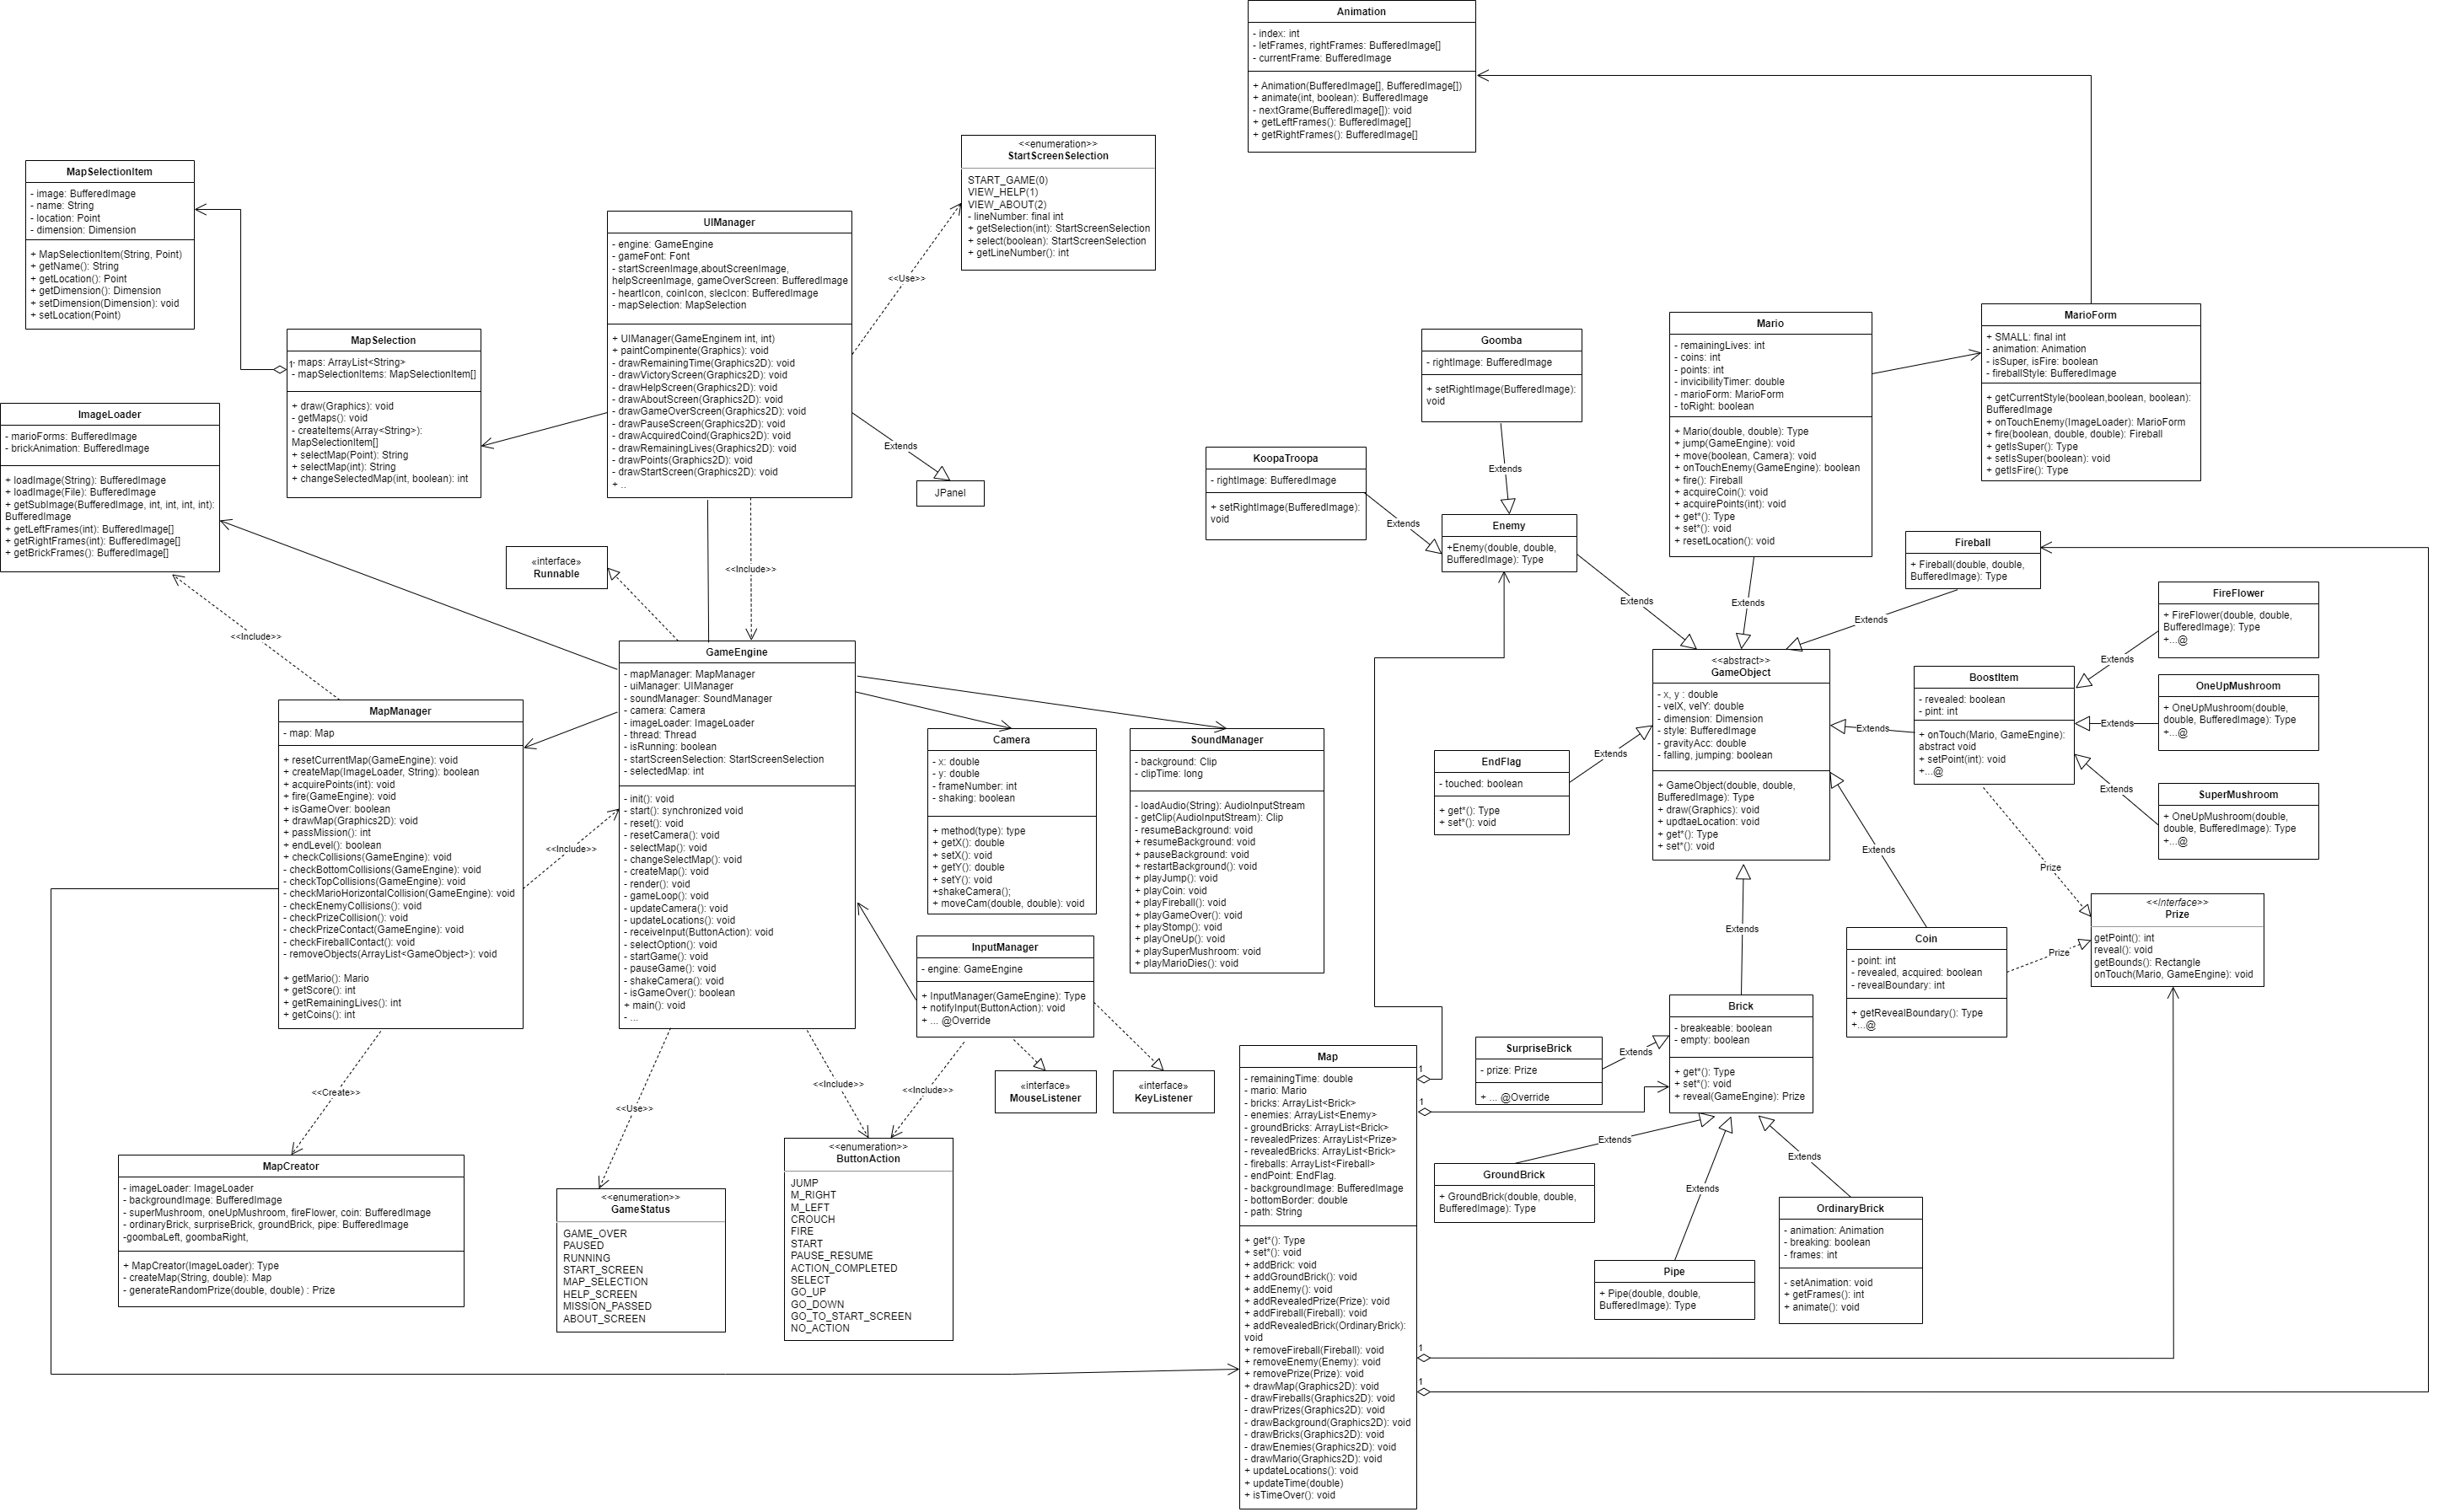 Animation
- index: int
- letFrames, rightFrames: BufferedImage[]
- currentFrame: BufferedImage
+ Animation(BufferedImage[], BufferedImage[])
+ animate(int, boolean): BufferedImage
- nextGrame(BufferedImage[]): void
+ getLeftFrames(): BufferedImage[]
+ getRightFrames(): BufferedImage[]
<<enumeration>>
StartScreenSelection
START_GAME(0)
VIEW_HELP(1)
VIEW_ABOUT(2)
- lineNumber: final int
+ getSelection(int): StartScreenSelection
+ select(boolean): StartScreenSelection
+ getLineNumber(): int
MapSelectionItem
- image: BufferedImage
- name: String
- location: Point
- dimension: Dimension
+ MapSelectionItem(String, Point)
+ getName(): String
+ getLocation(): Point
+ getDimension(): Dimension
+ setDimension(Dimension): void
+ setLocation(Point)
UIManager
- engine: GameEngine
- gameFont: Font
- startScreenImage,aboutScreenImage,
helpScreenImage, gameOverScreen: BufferedImage
- heartIcon, coinIcon, slecIcon: BufferedImage
- mapSelection: MapSelection
+ UIManager(GameEnginem int, int)
+ paintCompinente(Graphics): void
- drawRemainingTime(Graphics2D): void
- drawVictoryScreen(Graphics2D): void
- drawHelpScreen(Graphics2D): void
- drawAboutScreen(Graphics2D): void
- drawGameOverScreen(Graphics2D): void
- drawPauseScreen(Graphics2D): void
- drawAcquiredCoind(Graphics2D): void
- drawRemainingLives(Graphics2D): void
- drawPoints(Graphics2D): void
- drawStartScreen(Graphics2D): void
+ ..
<<Use>>
MapSelection
1
- maps: ArrayList<String>
- mapSelectionItems: MapSelectionItem[]
+ draw(Graphics): void
- getMaps(): void
- createItems(Array<String>):
MapSelectionItem[]
+ selectMap(Point): String
+ selectMap(int): String
+ changeSelectedMap(int, boolean): int
Extends
JPanel
ImageLoader
- marioForms: BufferedImage
- brickAnimation: BufferedImage
+ loadImage(String): BufferedImage
+ loadImage(File): BufferedImage
+ getSubImage(BufferedImage, int, int, int, int):
BufferedImage
+ getLeftFrames(int): BufferedImage[]
+ getRightFrames(int): BufferedImage[]
+ getBrickFrames(): BufferedImage[]
«interface»
Runnable
<<Include>>
<<Include>>
Goomba
- rightImage: BufferedImage
+ setRightImage(BufferedImage):
void
Extends
KoopaTroopa
- rightImage: BufferedImage
+ setRightImage(BufferedImage):
void
Extends
Enemy
+Enemy(double, double,
BufferedImage): Type
Extends
Mario
- remainingLives: int
- coins: int
- points: int
- invicibilityTimer: double
- marioForm: MarioForm
- toRight: boolean
+ Mario(double, double): Type
+ jump(GameEngine): void
+ move(boolean, Camera): void
+ onTouchEnemy(GameEngine): boolean
+ fire(): Fireball
+ acquireCoin(): void
+ acquirePoints(int): void
+ get*(): Type
+ set*(): void
+ resetLocation(): void
Extends
MarioForm
+ SMALL: final int
- animation: Animation
- isSuper, isFire: boolean
- fireballStyle: BufferedImage
+ getCurrentStyle(boolean,boolean, boolean):
BufferedImage
+ onTouchEnemy(ImageLoader): MarioForm
+ fire(boolean, double, double): Fireball
+ getIsSuper(): Type
+ setIsSuper(boolean): void
+ getIsFire(): Type
Fireball
+ Fireball(double, double,
BufferedImage): Type
Extends
FireFlower
+ FireFlower(double, double,
BufferedImage): Type
+...@
Extends
OneUpMushroom
+ OneUpMushroom(double,
double, BufferedImage): Type
+...@
Extends
SuperMushroom
+ OneUpMushroom(double,
double, BufferedImage): Type
+...@
Extends
BoostItem
- revealed: boolean
- pint: int
+ onTouch(Mario, GameEngine):
abstract void
+ setPoint(int): void
+...@
Extends
<<abstract>>
GameObject
- x, y : double
- velX, velY: double
- dimension: Dimension
- style: BufferedImage
- gravityAcc: double
- falling, jumping: boolean
+ GameObject(double, double,
BufferedImage): Type
+ draw(Graphics): void
+ updtaeLocation: void
+ get*(): Type
+ set*(): void
GameEngine
- mapManager: MapManager
- uiManager: UIManager
- soundManager: SoundManager
- camera: Camera
- imageLoader: ImageLoader
- thread: Thread
- isRunning: boolean
- startScreenSelection: StartScreenSelection
- selectedMap: int
- init(): void
- start(): synchronized void
- reset(): void
- resetCamera(): void
- selectMap(): void
- changeSelectMap(): void
- createMap(): void
- render(): void
- gameLoop(): void
- updateCamera(): void
- updateLocations(): void
- receiveInput(ButtonAction): void
- selectOption(): void
- startGame(): void
- pauseGame(): void
- shakeCamera(): void
- isGameOver(): boolean
+ main(): void
- ...
MapManager
- map: Map
+ resetCurrentMap(GameEngine): void
+ createMap(ImageLoader, String): boolean
+ acquirePoints(int): void
+ fire(GameEngine): void
+ isGameOver: boolean
+ drawMap(Graphics2D): void
+ passMission(): int
+ endLevel(): boolean
+ checkCollisions(GameEngine): void
- checkBottomCollisions(GameEngine): void
- checkTopCollisions(GameEngine): void
- checkMarioHorizontalCollision(GameEngine): void
- checkEnemyCollisions(): void
- checkPrizeCollision(): void
- checkPrizeContact(GameEngine): void
- checkFireballContact(): void
- removeObjects(ArrayList<GameObject>): void
+ getMario(): Mario
+ getScore(): int
+ getRemainingLives(): int
+ getCoins(): int
<<Include>>
Camera
- x: double
- y: double
- frameNumber: int
- shaking: boolean
+ method(type): type
+ getX(): double
+ setX(): void
+ getY(): double
+ setY(): void
+shakeCamera();
+ moveCam(double, double): void
SoundManager
- background: Clip
- clipTime: long
- loadAudio(String): AudioInputStream
- getClip(AudioInputStream): Clip
- resumeBackground: void
+ resumeBackground: void
+ pauseBackground: void
+ restartBackground(): void
+ playJump(): void
+ playCoin: void
+ playFireball(): void
+ playGameOver(): void
+ playStomp(): void
+ playOneUp(): void
+ playSuperMushroom: void
+ playMarioDies(): void
EndFlag
- touched: boolean
+ get*(): Type
+ set*(): void
Extends
Extends
Extends
Prize
<<Interface>>
Prize
getPoint(): int
reveal(): void
getBounds(): Rectangle
onTouch(Mario, GameEngine): void
Coin
- point: int
- revealed, acquired: boolean
- revealBoundary: int
+ getRevealBoundary(): Type
+...@
Prize
InputManager
- engine: GameEngine
+ InputManager(GameEngine): Type
+ notifyInput(ButtonAction): void
+ ... @Override
«interface»
MouseListener
«interface»
KeyListener
<<Create>>
<<Use>>
<<Include>>
<<Include>>
Brick
- breakeable: boolean
- empty: boolean
+ get*(): Type
+ set*(): void
+ reveal(GameEngine): Prize
SurpriseBrick
- prize: Prize
+ ... @Override
Extends
Map
- remainingTime: double
- mario: Mario
- bricks: ArrayList<Brick>
- enemies: ArrayList<Enemy>
- groundBricks: ArrayList<Brick>
- revealedPrizes: ArrayList<Prize>
- revealedBricks: ArrayList<Brick>
- fireballs: ArrayList<Fireball>
- endPoint: EndFlag.
- backgroundImage: BufferedImage
- bottomBorder: double
- path: String
+ get*(): Type
+ set*(): void
+ addBrick: void
+ addGroundBrick(): void
+ addEnemy(): void
+ addRevealedPrize(Prize): void
+ addFireball(Fireball): void
+ addRevealedBrick(OrdinaryBrick):
void
+ removeFireball(Fireball): void
+ removeEnemy(Enemy): void
+ removePrize(Prize): void
+ drawMap(Graphics2D): void
- drawFireballs(Graphics2D): void
- drawPrizes(Graphics2D): void
- drawBackground(Graphics2D): void
- drawBricks(Graphics2D): void
- drawEnemies(Graphics2D): void
- drawMario(Graphics2D): void
+ updateLocations(): void
+ updateTime(double)
+ isTimeOver(): void
1
1
1
1
Extends
Extends
Extends
GroundBrick
+ GroundBrick(double, double,
BufferedImage): Type
Pipe
+ Pipe(double, double,
BufferedImage): Type
OrdinaryBrick
- animation: Animation
- breaking: boolean
- frames: int
- setAnimation: void
+ getFrames(): int
+ animate(): void
MapCreator
- imageLoader: ImageLoader
- backgroundImage: BufferedImage
- superMushroom, oneUpMushroom, fireFlower, coin: BufferedImage
- ordinaryBrick, surpriseBrick, groundBrick, pipe: BufferedImage
-goombaLeft, goombaRight,
+ MapCreator(ImageLoader): Type
- createMap(String, double): Map
- generateRandomPrize(double, double) : Prize
<<enumeration>>
GameStatus
GAME_OVER
PAUSED
RUNNING
START_SCREEN
MAP_SELECTION
HELP_SCREEN
MISSION_PASSED
ABOUT_SCREEN
<<enumeration>>
ButtonAction
JUMP
M_RIGHT
M_LEFT
CROUCH
FIRE
START
PAUSE_RESUME
ACTION_COMPLETED
SELECT
GO_UP
GO_DOWN
GO_TO_START_SCREEN
NO_ACTION